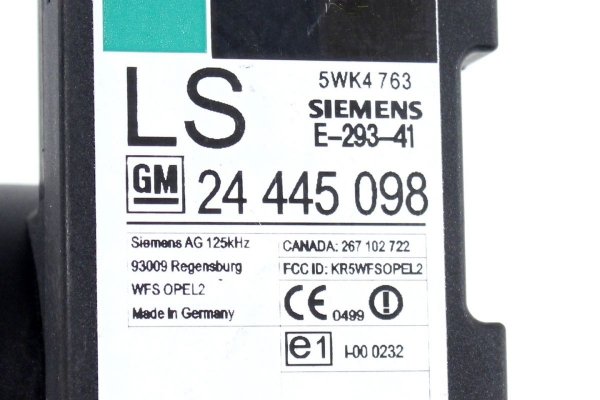 LS
5WK4 763
SIEMENS
E-293-41
GM 24 445 098
Siemens AG 125kHz
93009 Regensburg
WFS OPEL2
Made In Germany
CANADA: 267 102 722
FCC ID: KR5WFSOPEL2
CE 0499
e1 I-00 0232